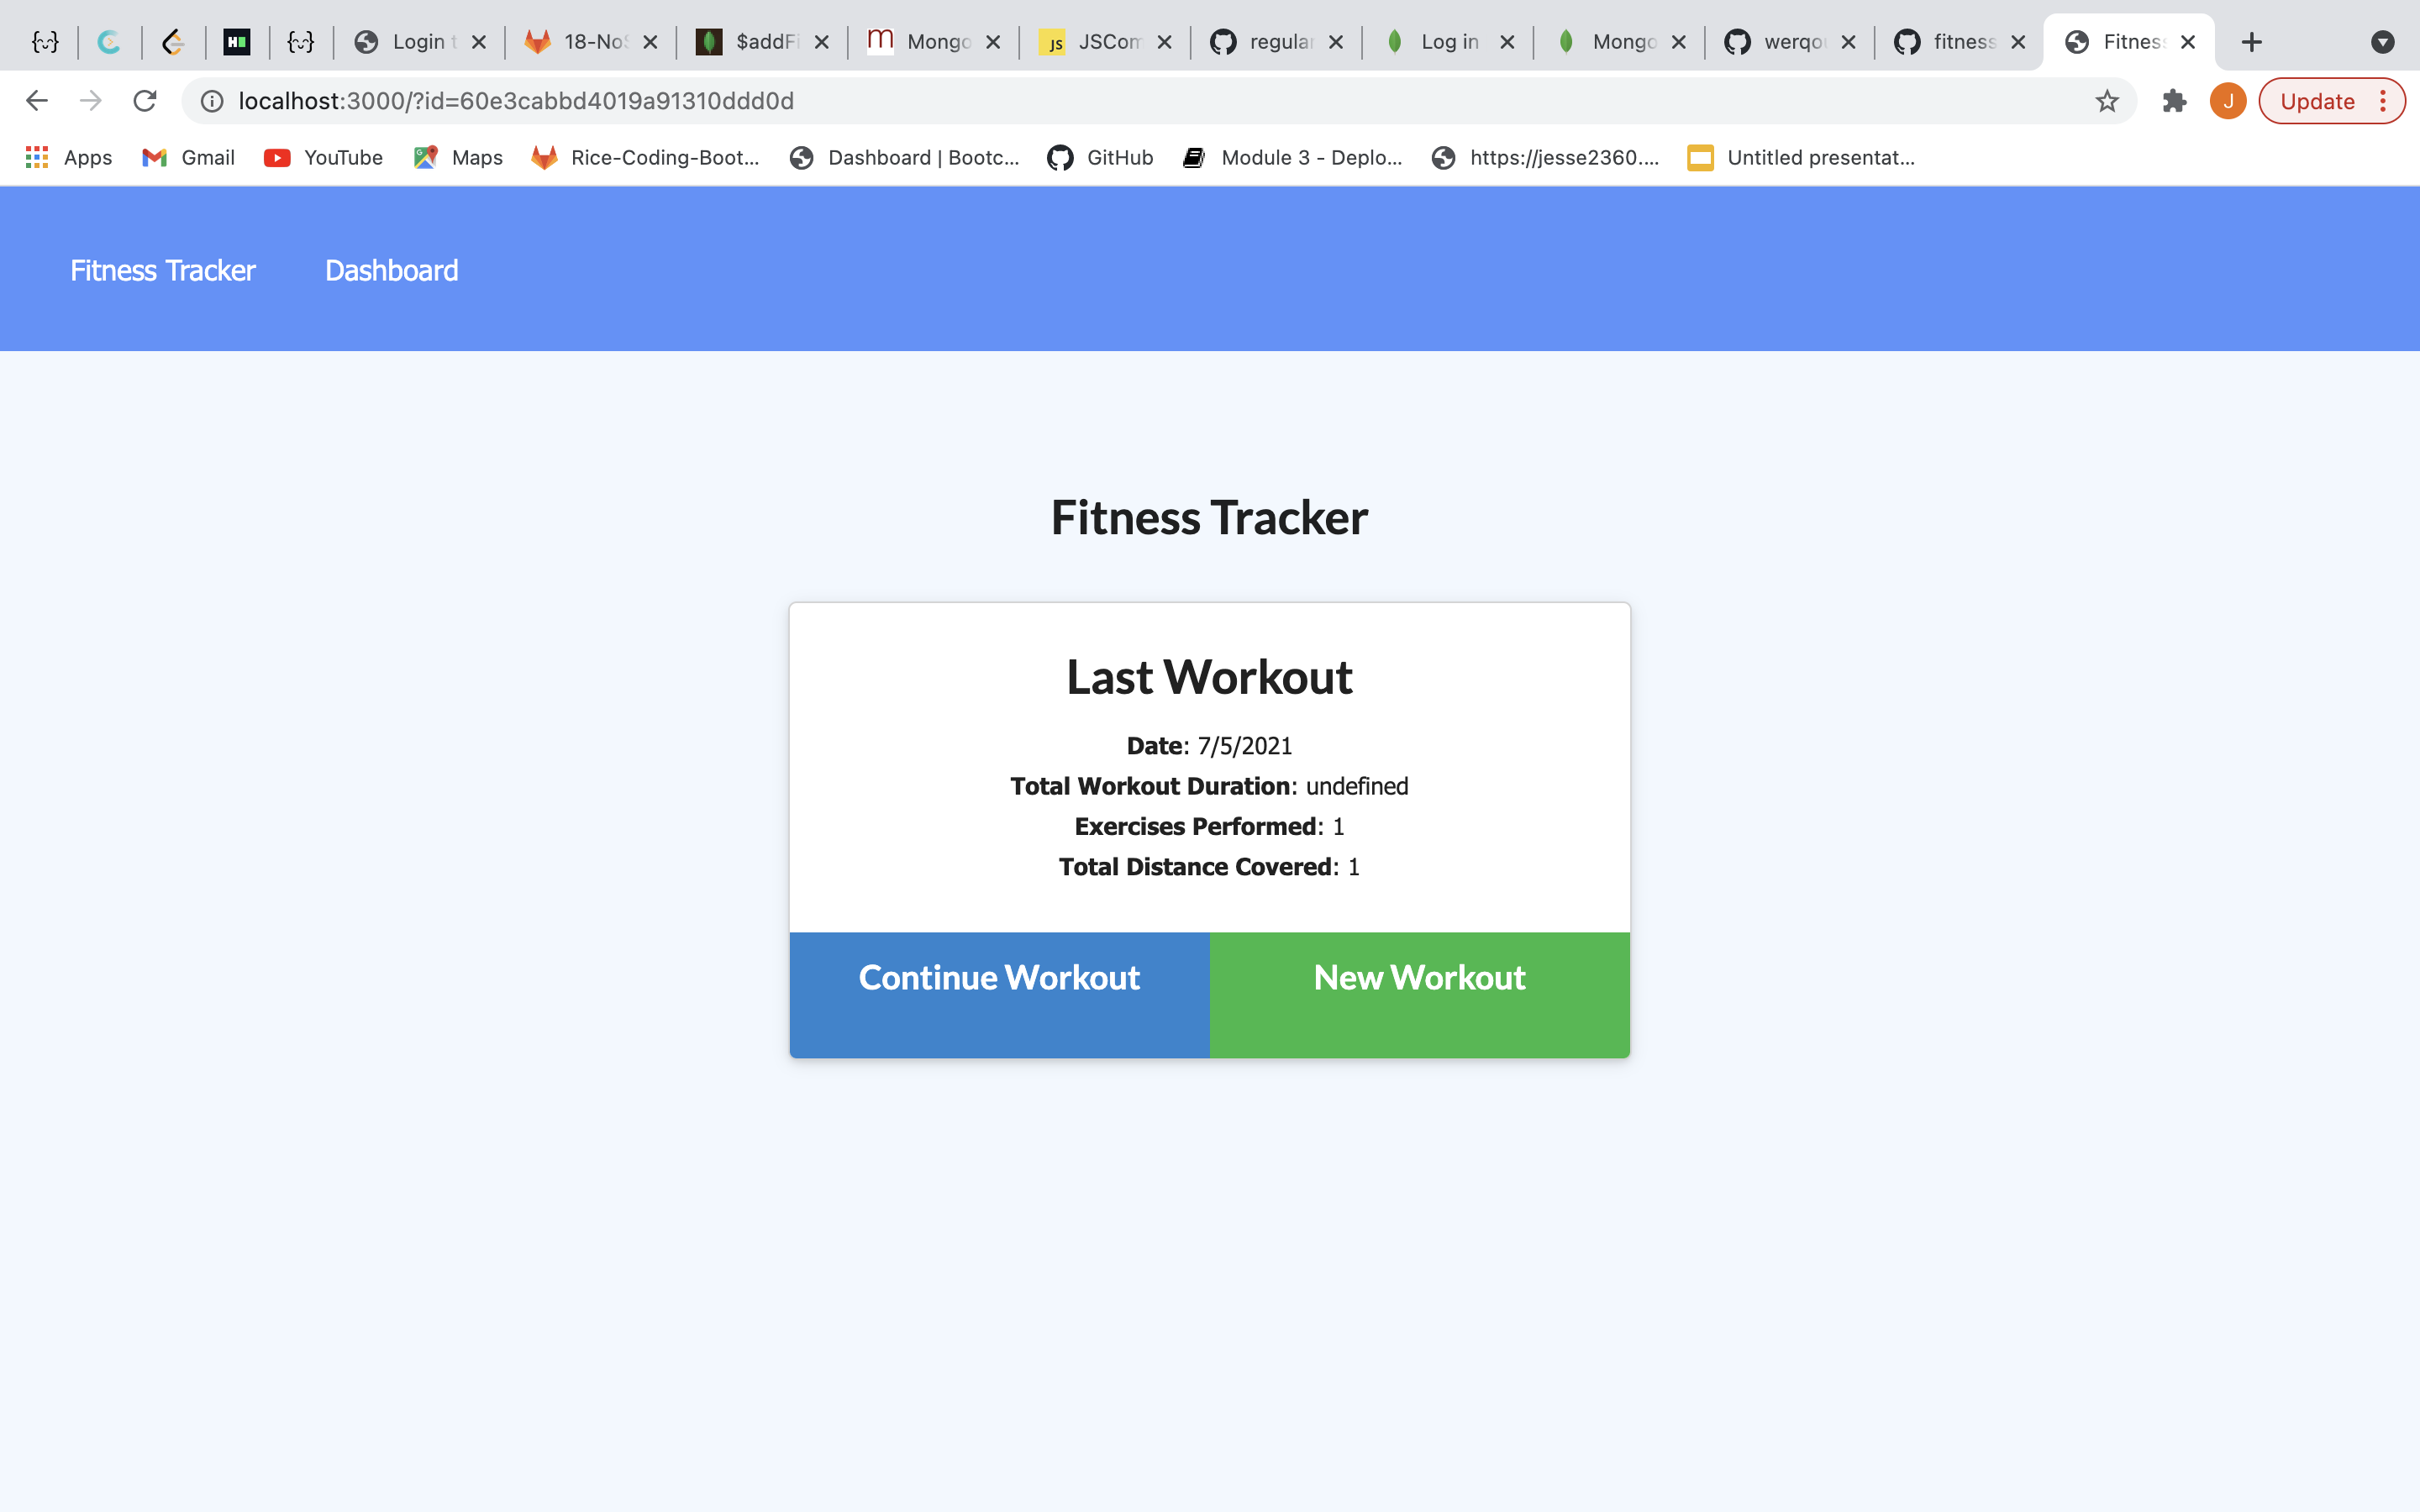 Login t
18-No
$addFi
Mongo
JSCom
regular
Log in
Mongo
werqo
fitness
Fitnes
localhost:3000/?id=60e3cabbd4019a91310ddd0d
J
Update
Apps
Gmail
YouTube
Maps
Rice-Coding-Boot...
Dashboard | Bootc...
GitHub
Module 3 - Deplo...
https://jesse2360....
Untitled presentat...
Fitness Tracker
Dashboard
Fitness Tracker
Last Workout
Date: 7/5/2021
Total Workout Duration: undefined
Exercises Performed: 1
Total Distance Covered: 1
Continue Workout
New Workout